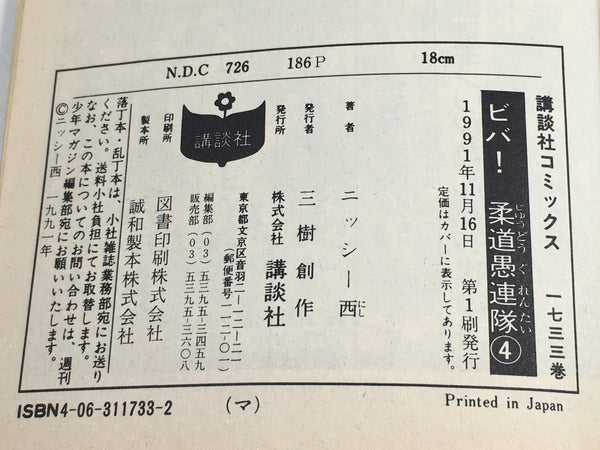 N.D.C 726 186P 18cm
講談社コミックス 一七三三巻
ビバ! 柔道愚連隊④
じゅうどう ぐ れんたい
1991年11月16日 第1刷発行
定価はカバーに表示してあります。
著者 ニッシー西
にし
発行者 三樹創作
発行所 株式会社 講談社
東京都文京区音羽二―一二―二一
(郵便番号一一二―〇一)
編集部(〇三)五三九五―三四五九
販売部(〇三)五三九五―三六〇八
講談社
印刷所 図書印刷株式会社
製本所 誠和製本株式会社
落丁本・乱丁本は、小社雑誌業務部宛にお送り
ください。送料小社負担にてお取替します。
なお、この本についてのお問い合わせは、週刊
少年マガジン編集部宛にお願いいたします。
©ニッシー西 一九九一年
ISBN4-06-311733-2 (マ) Printed in Japan